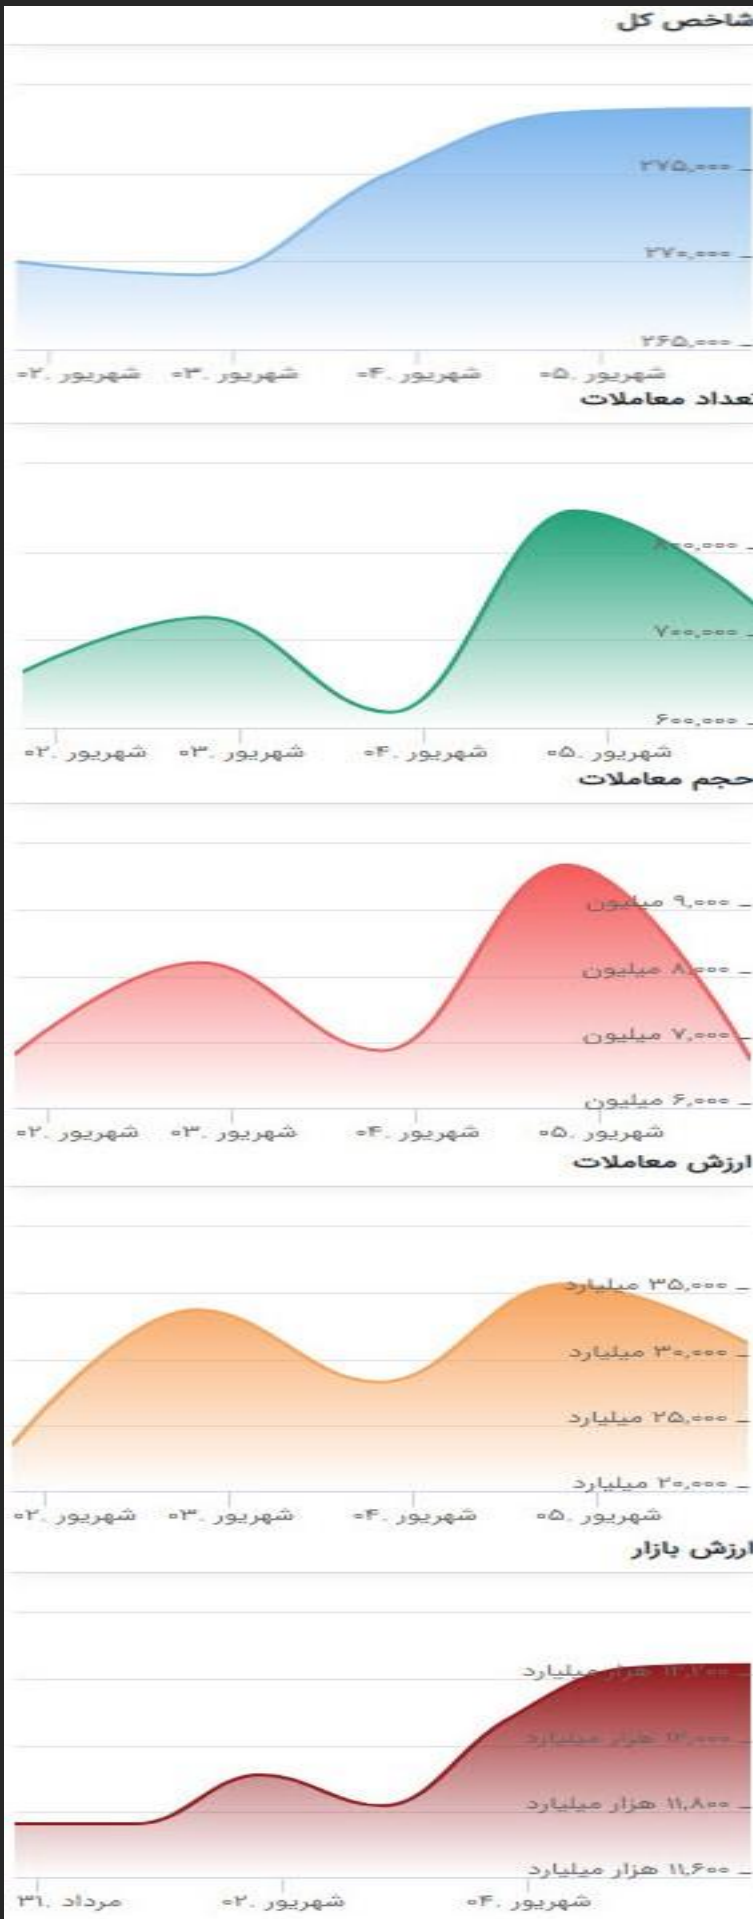 شاخص کل
۲۷۵,۰۰۰
۲۷۰,۰۰۰
۲۶۵,۰۰۰
۰۲. شهریور ۰۳. شهریور ۰۴. شهریور ۰۵. شهریور
تعداد معاملات
۸۰۰,۰۰۰
۷۰۰,۰۰۰
۶۰۰,۰۰۰
۰۲. شهریور ۰۳. شهریور ۰۴. شهریور ۰۵. شهریور
حجم معاملات
۹,۰۰۰ میلیون
۸,۰۰۰ میلیون
۷,۰۰۰ میلیون
۶,۰۰۰ میلیون
۰۲. شهریور ۰۳. شهریور ۰۴. شهریور ۰۵. شهریور
ارزش معاملات
۳۵,۰۰۰ میلیارد
۳۰,۰۰۰ میلیارد
۲۵,۰۰۰ میلیارد
۲۰,۰۰۰ میلیارد
۰۲. شهریور ۰۳. شهریور ۰۴. شهریور ۰۵. شهریور
ارزش بازار
۱۲,۲۰۰ هزار میلیارد
۱۲,۰۰۰ هزار میلیارد
۱۱,۸۰۰ هزار میلیارد
۱۱,۶۰۰ هزار میلیارد
۳۱. مرداد ۰۲. شهریور ۰۴. شهریور